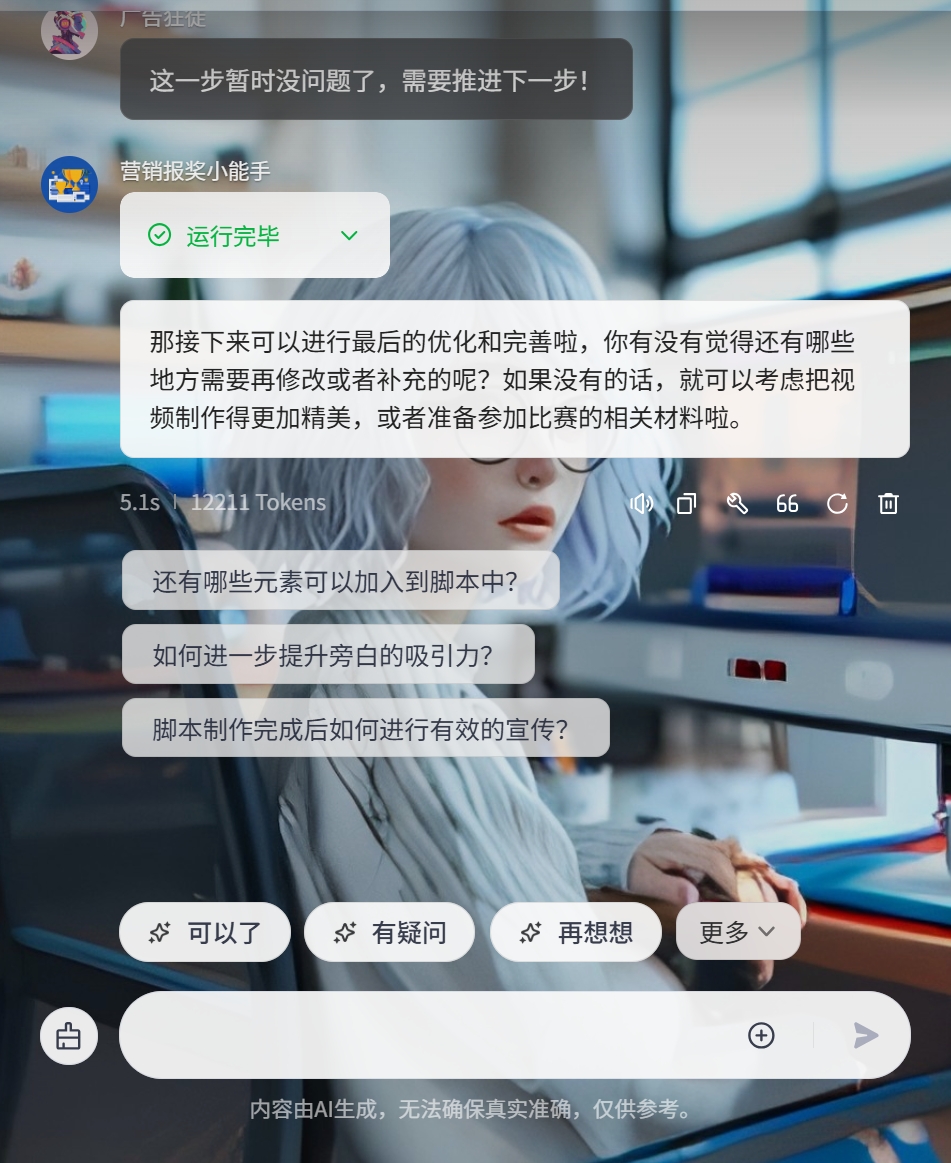 广告狂徒
这一步暂时没问题了，需要推进下一步！
营销报奖小能手
运行完毕
那接下来可以进行最后的优化和完善啦，你有没有觉得还有哪些
地方需要再修改或者补充的呢？如果没有的话，就可以考虑把视
频制作得更加精美，或者准备参加比赛的相关材料啦。
5.1s | 12211 Tokens
还有哪些元素可以加入到脚本中？
如何进一步提升旁白的吸引力？
脚本制作完成后如何进行有效的宣传？
可以了 有疑问 再想想 更多
内容由AI生成，无法确保真实准确，仅供参考。